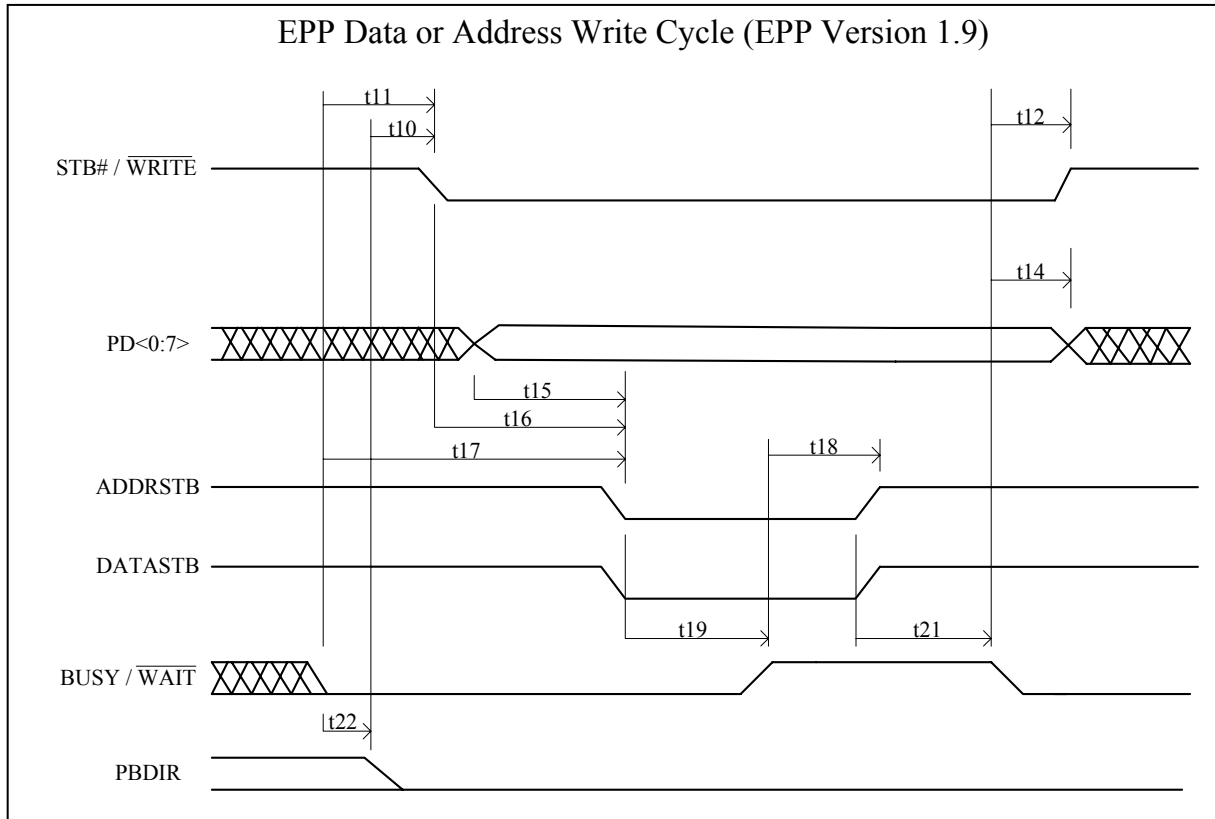 EPP Data or Address Write Cycle (EPP Version 1.9)
t11
t12
t10
STB# / WRITE
t14
PD<0:7>
t15
t16
t18
t17
ADDRSTB
DATASTB
t19
t21
BUSY / WAIT
t22
PBDIR